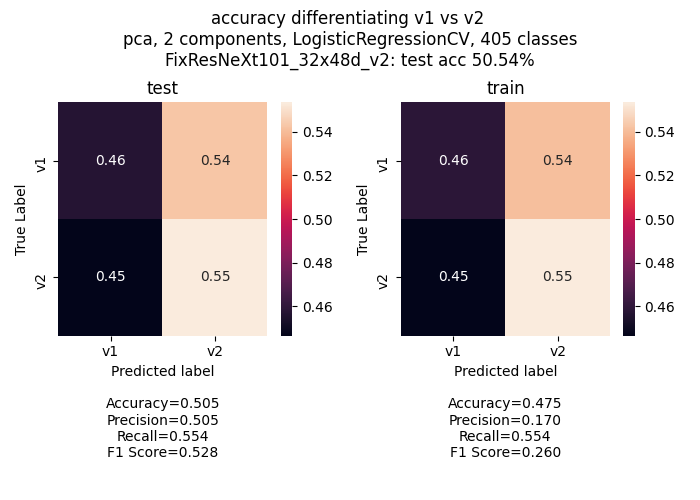 accuracy differentiating v1 vs v2
pca, 2 components, LogisticRegressionCV, 405 classes
FixResNeXt101_32x48d_v2: test acc 50.54%
test
True Label
v1
v2
0.46
0.54
0.45
0.55
v1
v2
Predicted label
0.54
0.52
0.50
0.48
0.46
Accuracy=0.505
Precision=0.505
Recall=0.554
F1 Score=0.528
train
True Label
v1
v2
0.46
0.54
0.45
0.55
v1
v2
Predicted label
0.54
0.52
0.50
0.48
0.46
Accuracy=0.475
Precision=0.170
Recall=0.554
F1 Score=0.260